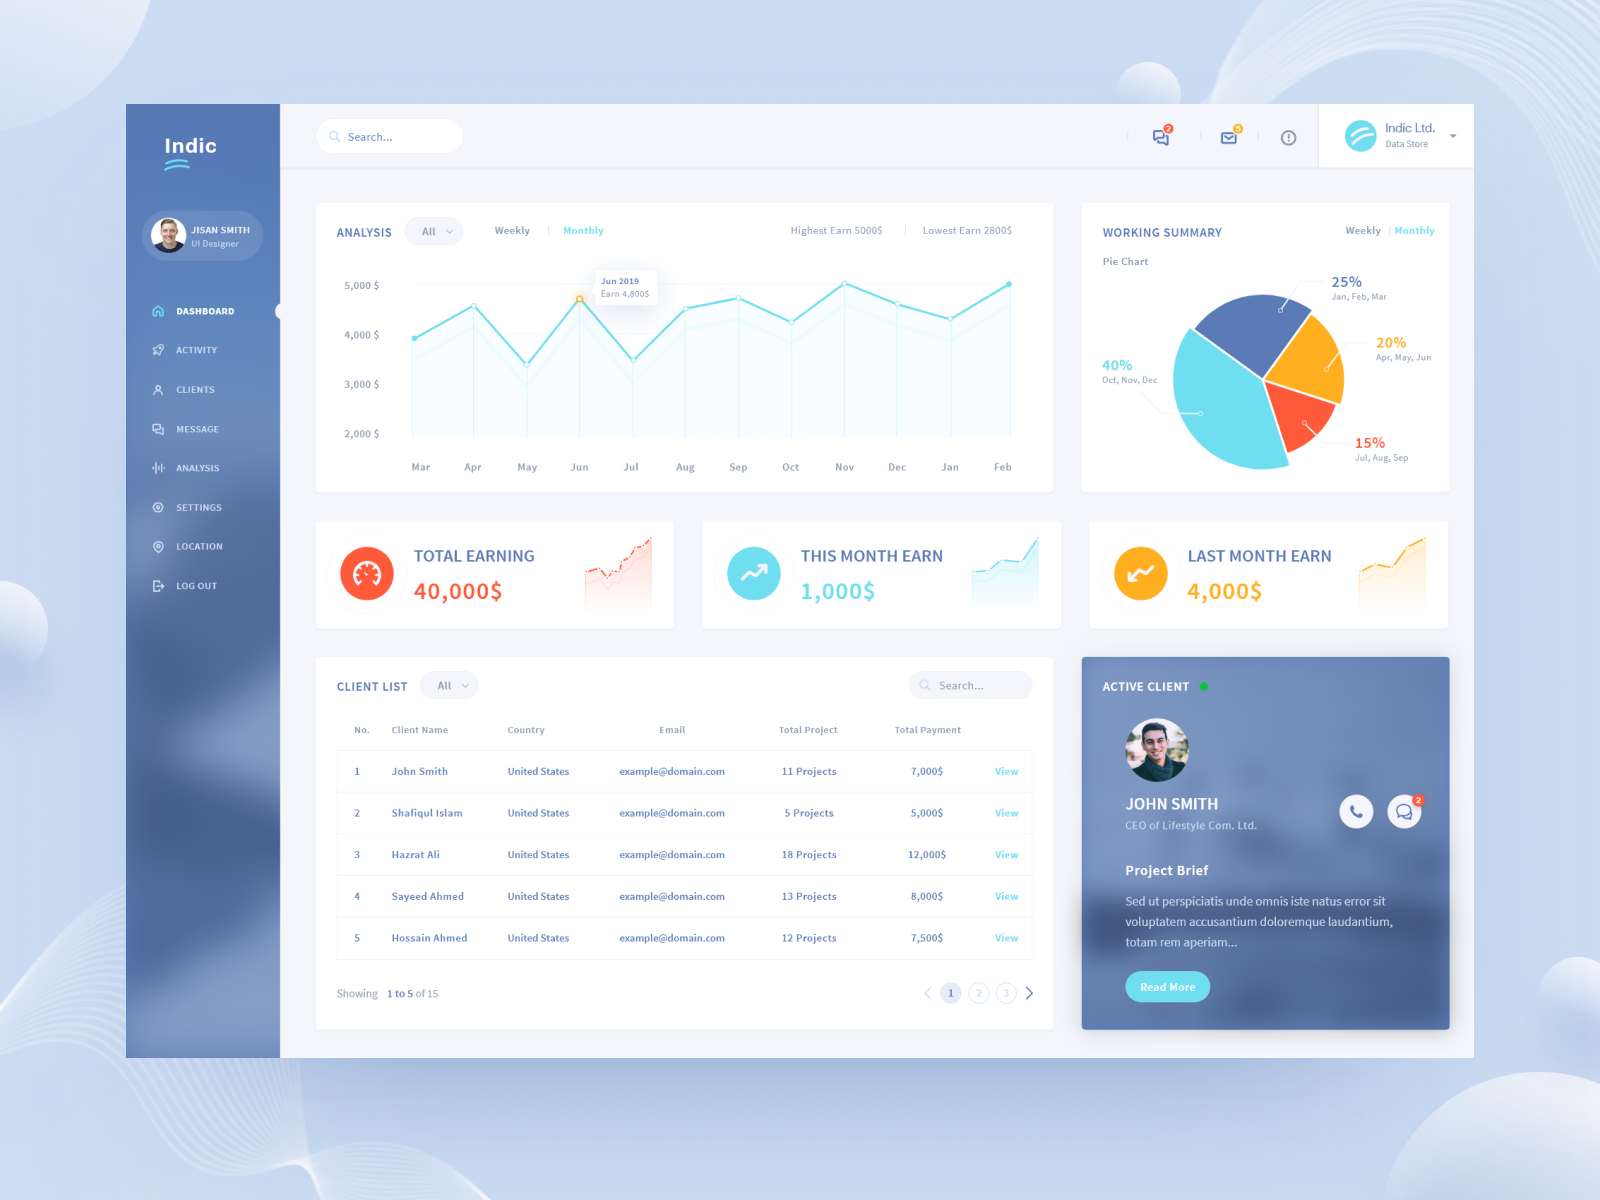 Indic
JISAN SMITH
UI Designer
DASHBOARD
ACTIVITY
CLIENTS
MESSAGE
ANALYSIS
SETTINGS
LOCATION
LOG OUT
Search...
2
5
Indic Ltd.
Data Store
ANALYSIS All Weekly Monthly Highest Earn 5000$ Lowest Earn 2800$
Jun 2019
Earn 4,800$
5,000 $
4,000 $
3,000 $
2,000 $
Mar Apr May Jun Jul Aug Sep Oct Nov Dec Jan Feb
WORKING SUMMARY Weekly Monthly
Pie Chart
25%
Jan, Feb, Mar
20%
Apr, May, Jun
40%
Oct, Nov, Dec
15%
Jul, Aug, Sep
TOTAL EARNING
40,000$
THIS MONTH EARN
1,000$
LAST MONTH EARN
4,000$
CLIENT LIST All Search...
No. Client Name Country Email Total Project Total Payment
1 John Smith United States example@domain.com 11 Projects 7,000$ View
2 Shafiqul Islam United States example@domain.com 5 Projects 5,000$ View
3 Hazrat Ali United States example@domain.com 18 Projects 12,000$ View
4 Sayeed Ahmed United States example@domain.com 13 Projects 8,000$ View
5 Hossain Ahmed United States example@domain.com 12 Projects 7,500$ View
Showing 1 to 5 of 15
1 2 3
ACTIVE CLIENT
JOHN SMITH
CEO of Lifestyle Com. Ltd.
2
Project Brief
Sed ut perspiciatis unde omnis iste natus error sit
voluptatem accusantium doloremque laudantium,
totam rem aperiam...
Read More